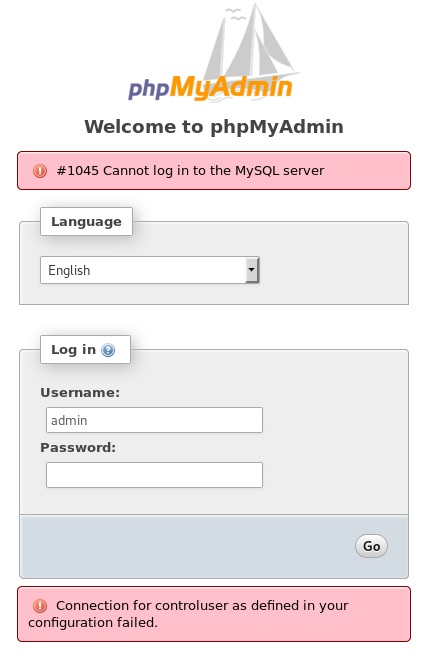 phpMyAdmin
Welcome to phpMyAdmin
#1045 Cannot log in to the MySQL server
Language
English
Log in
Username:
admin
Password:
Go
Connection for controluser as defined in your
configuration failed.